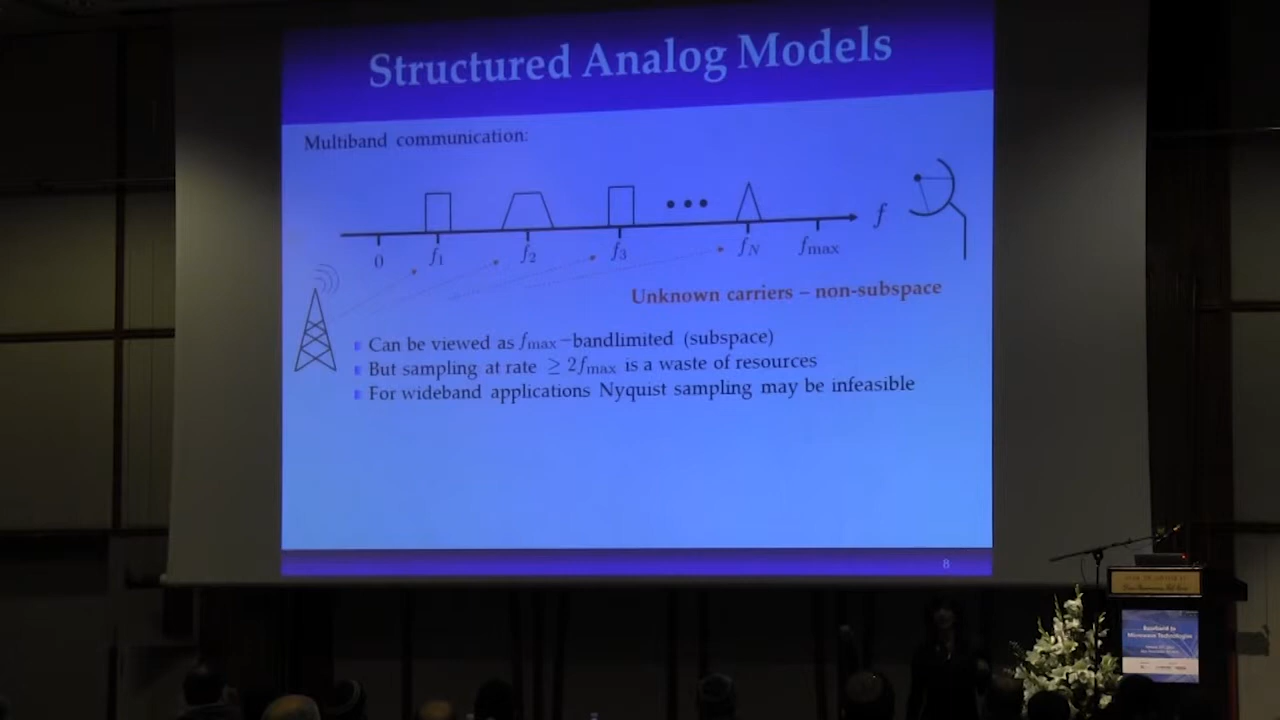 Structured Analog Models
Multiband communication:
0 f₁ f₂ f₃ f_N f_max f
Unknown carriers – non-subspace
Can be viewed as f_max–bandlimited (subspace)
But sampling at rate ≥ 2f_max is a waste of resources
For wideband applications Nyquist sampling may be infeasible
8
Microwave Technologies